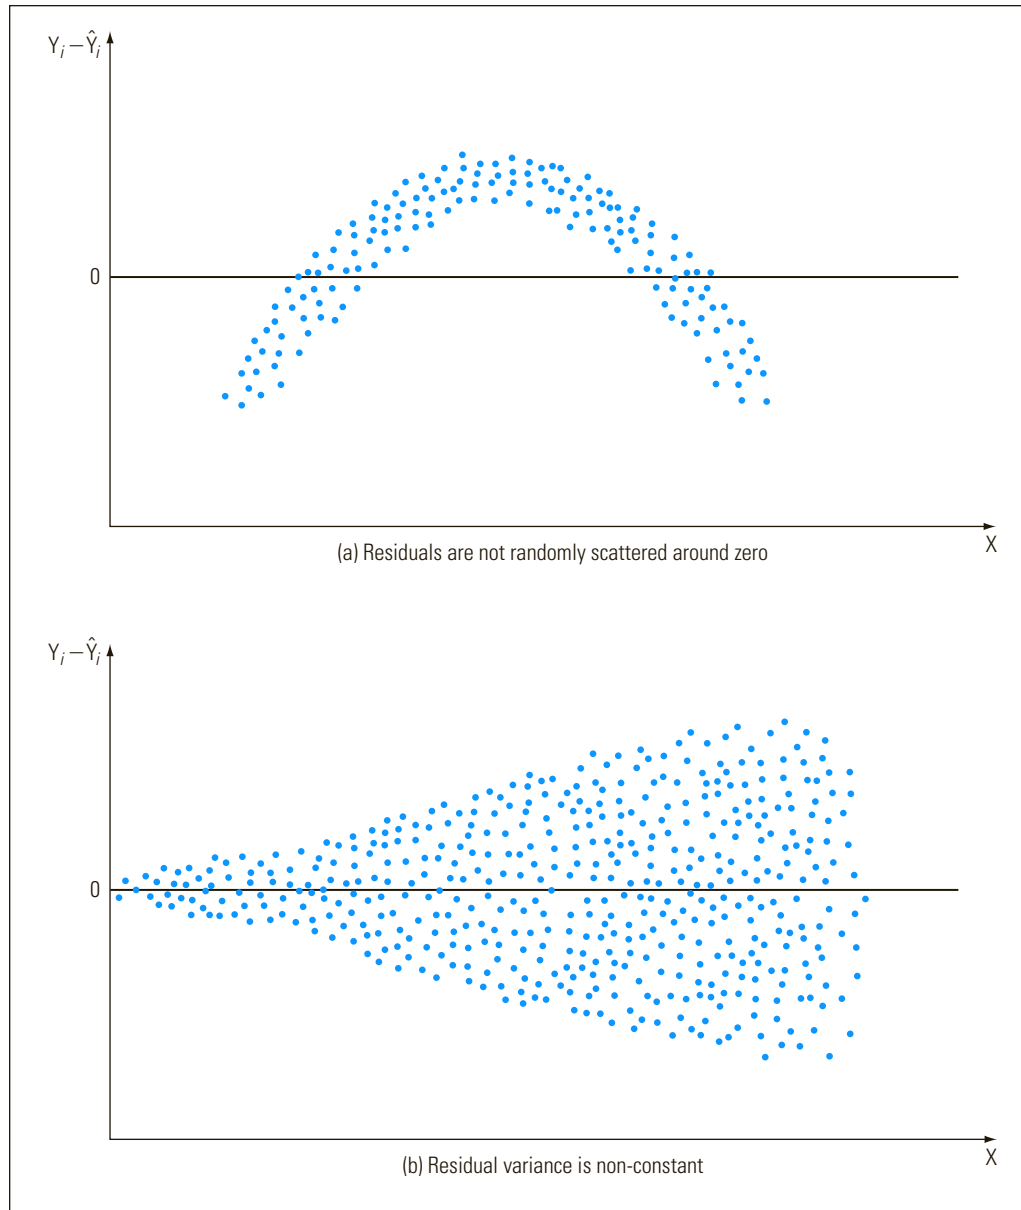 Yᵢ – Ŷᵢ
0
X
(a) Residuals are not randomly scattered around zero
Yᵢ – Ŷᵢ
0
X
(b) Residual variance is non-constant